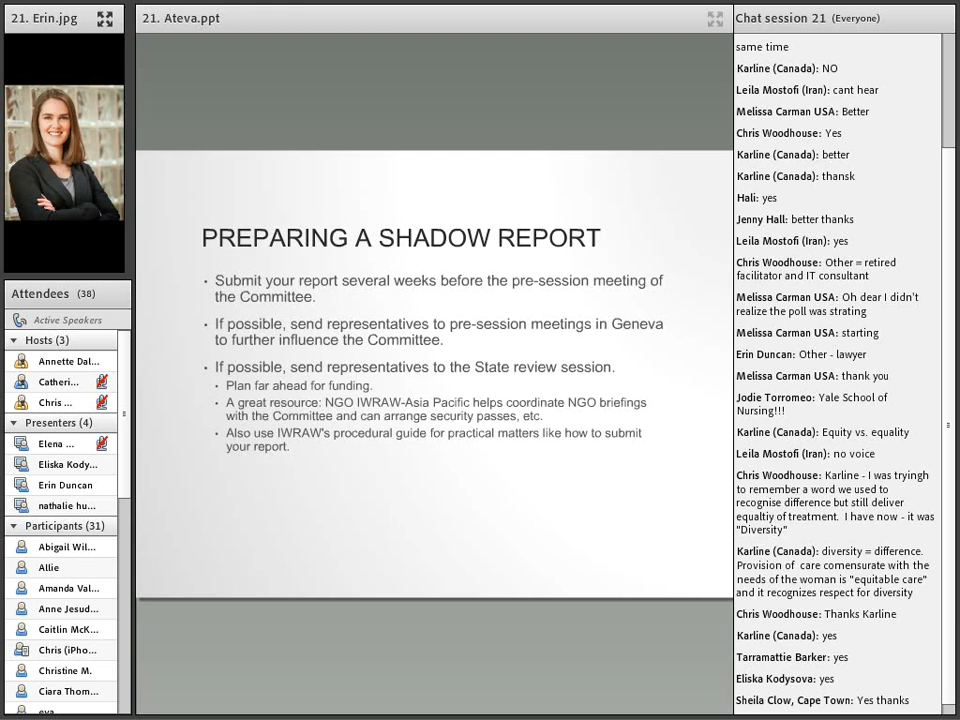 21. Erin.jpg
Attendees (38)
Active Speakers
Hosts (3)
Annette Dal...
Catheri...
Chris ...
Presenters (4)
Elena ...
Eliska Kody...
Erin Duncan
nathalie hu...
Participants (31)
Abigail Wil...
Allie
Amanda Val...
Anne Jesud...
Caitlin McK...
Chris (iPho...
Christine M.
Ciara Thom...
eva
21. Ateva.ppt
PREPARING A SHADOW REPORT
• Submit your report several weeks before the pre-session meeting of
the Committee.
• If possible, send representatives to pre-session meetings in Geneva
to further influence the Committee.
• If possible, send representatives to the State review session.
• Plan far ahead for funding.
• A great resource: NGO IWRAW-Asia Pacific helps coordinate NGO briefings
with the Committee and can arrange security passes, etc.
• Also use IWRAW's procedural guide for practical matters like how to submit
your report.
Chat session 21 (Everyone)
same time
Karline (Canada): NO
Leila Mostofi (Iran): cant hear
Melissa Carman USA: Better
Chris Woodhouse: Yes
Karline (Canada): better
Karline (Canada): thansk
Hali: yes
Jenny Hall: better thanks
Leila Mostofi (Iran): yes
Chris Woodhouse: Other = retired
facilitator and IT consultant
Melissa Carman USA: Oh dear I didn't
realize the poll was strating
Melissa Carman USA: starting
Erin Duncan: Other - lawyer
Melissa Carman USA: thank you
Jodie Torromeo: Yale School of
Nursing!!!
Karline (Canada): Equity vs. equality
Leila Mostofi (Iran): no voice
Chris Woodhouse: Karline - I was tryingh
to remember a word we used to
recognise difference but still deliver
equaltiy of treatment.  I have now - it was
"Diversity"
Karline (Canada): diversity = difference.
Provision of  care comensurate with the
needs of the woman is "equitable care"
and it recognizes respect for diversity
Chris Woodhouse: Thanks Karline
Karline (Canada): yes
Tarramattie Barker: yes
Eliska Kodysova: yes
Sheila Clow, Cape Town: Yes thanks